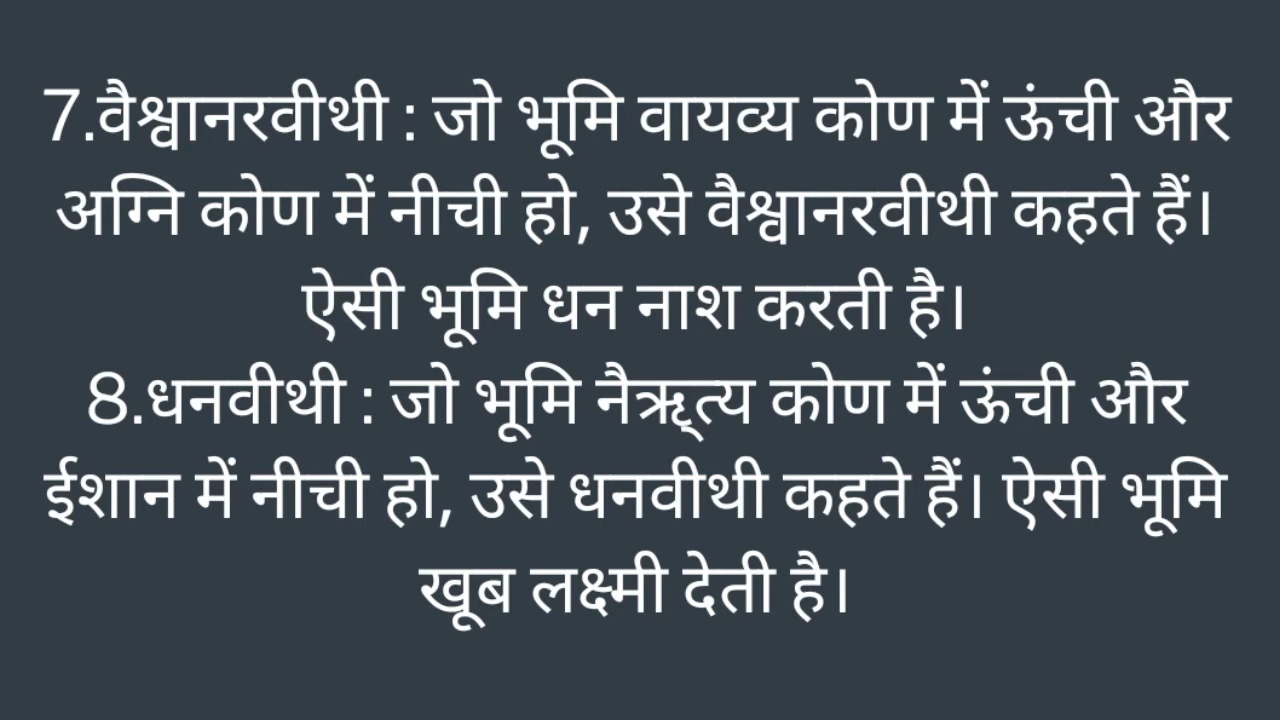 7.वैश्वानरवीथी : जो भूमि वायव्य कोण में ऊंची और
अग्नि कोण में नीची हो, उसे वैश्वानरवीथी कहते हैं।
ऐसी भूमि धन नाश करती है।
8.धनवीथी : जो भूमि नैऋ्त्य कोण में ऊंची और
ईशान में नीची हो, उसे धनवीथी कहते हैं। ऐसी भूमि
खूब लक्ष्मी देती है।